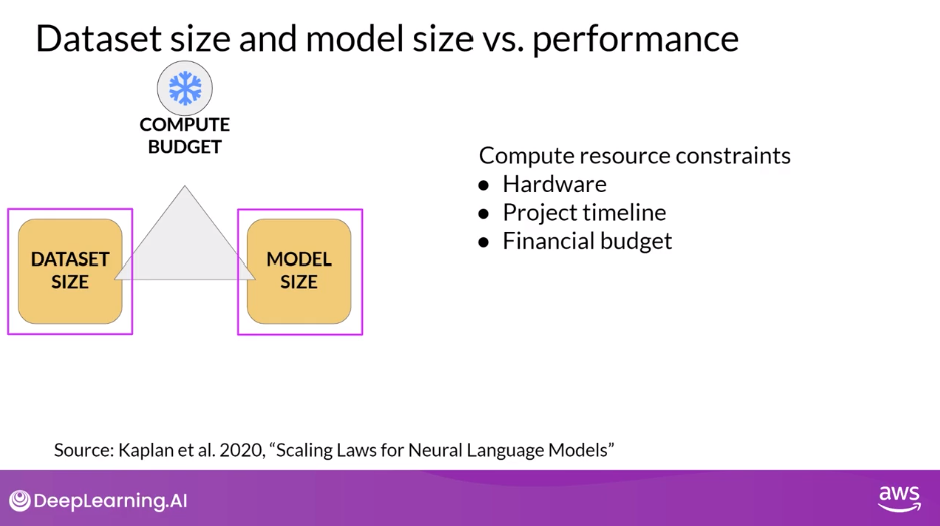 Dataset size and model size vs. performance
COMPUTE
BUDGET
DATASET
SIZE
MODEL
SIZE
Compute resource constraints
● Hardware
● Project timeline
● Financial budget
Source: Kaplan et al. 2020, “Scaling Laws for Neural Language Models”
DeepLearning.AI
aws